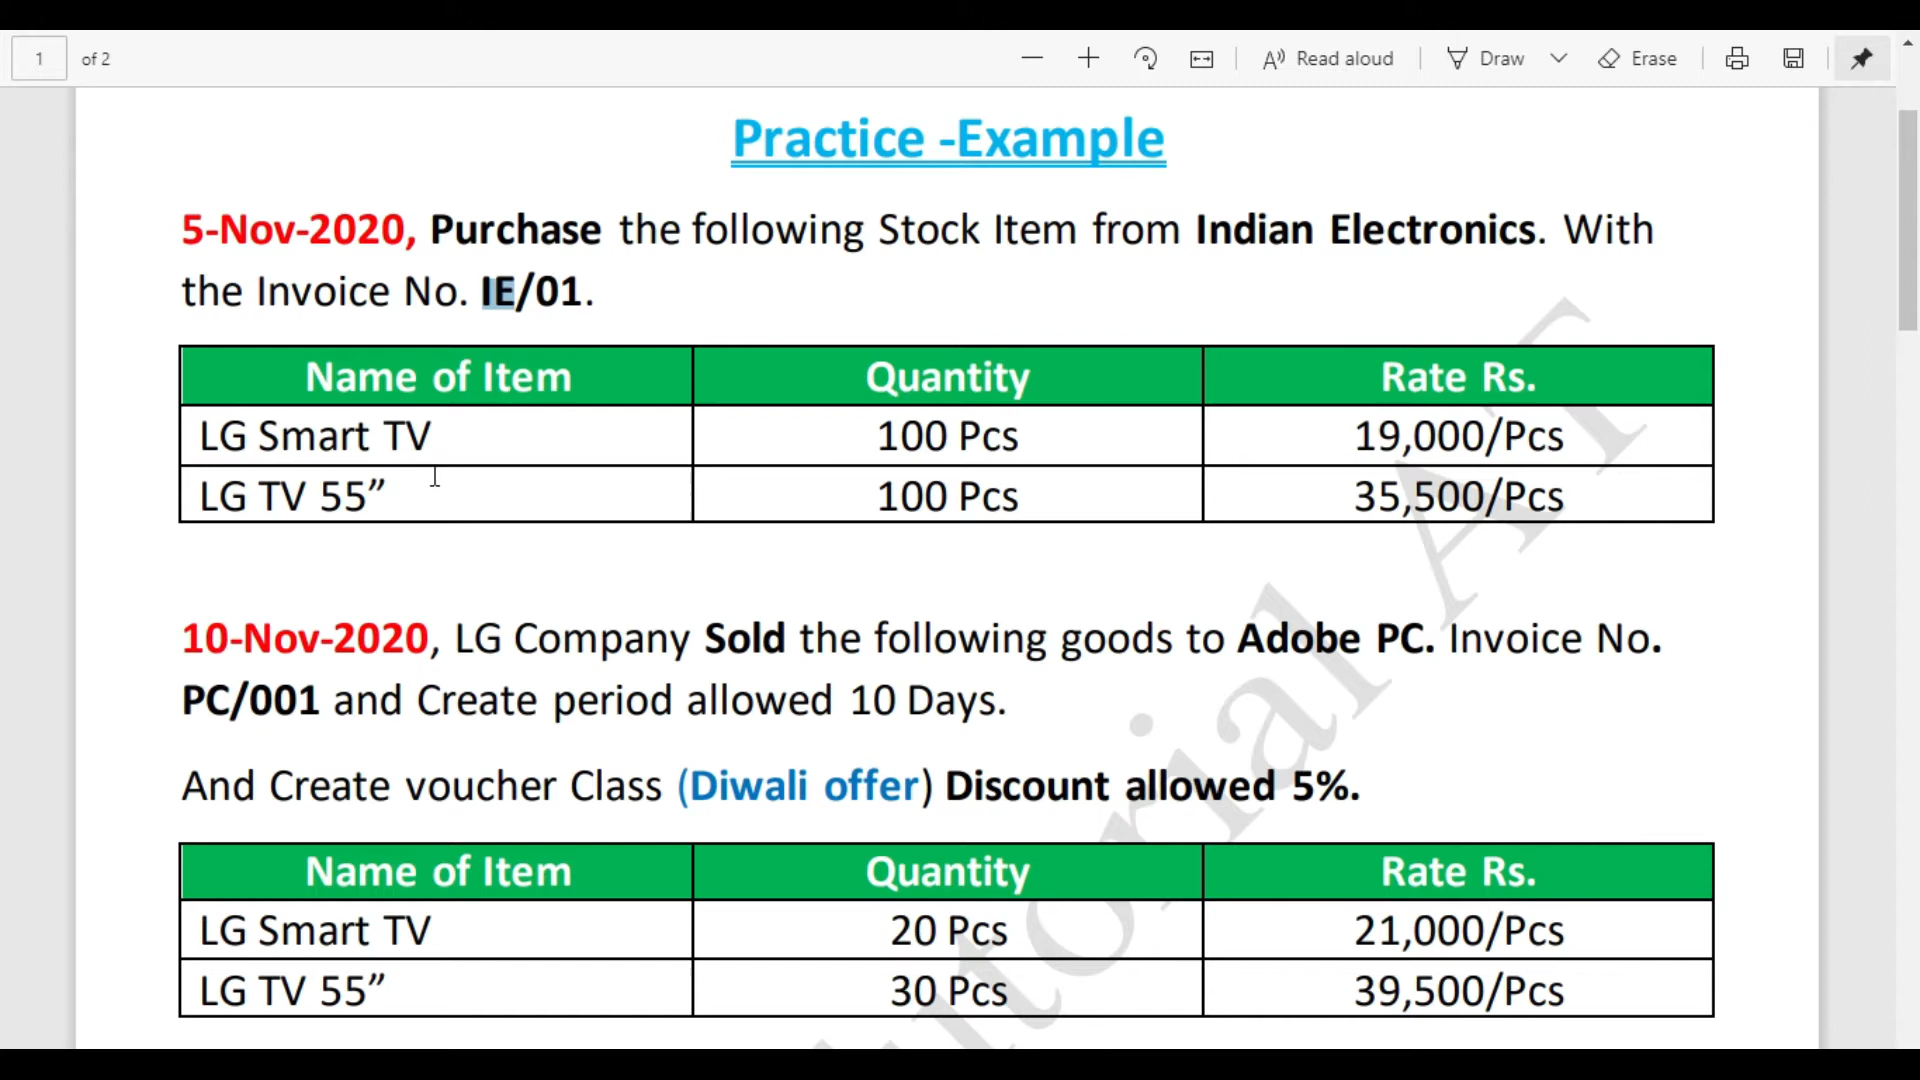 1 of 2 Read aloud Draw Erase
Practice -Example
5-Nov-2020, Purchase the following Stock Item from Indian Electronics. With
the Invoice No. IE/01.
Name of Item Quantity Rate Rs.
LG Smart TV 100 Pcs 19,000/Pcs
LG TV 55” 100 Pcs 35,500/Pcs
10-Nov-2020, LG Company Sold the following goods to Adobe PC. Invoice No.
PC/001 and Create period allowed 10 Days.
And Create voucher Class (Diwali offer) Discount allowed 5%.
Name of Item Quantity Rate Rs.
LG Smart TV 20 Pcs 21,000/Pcs
LG TV 55” 30 Pcs 39,500/Pcs